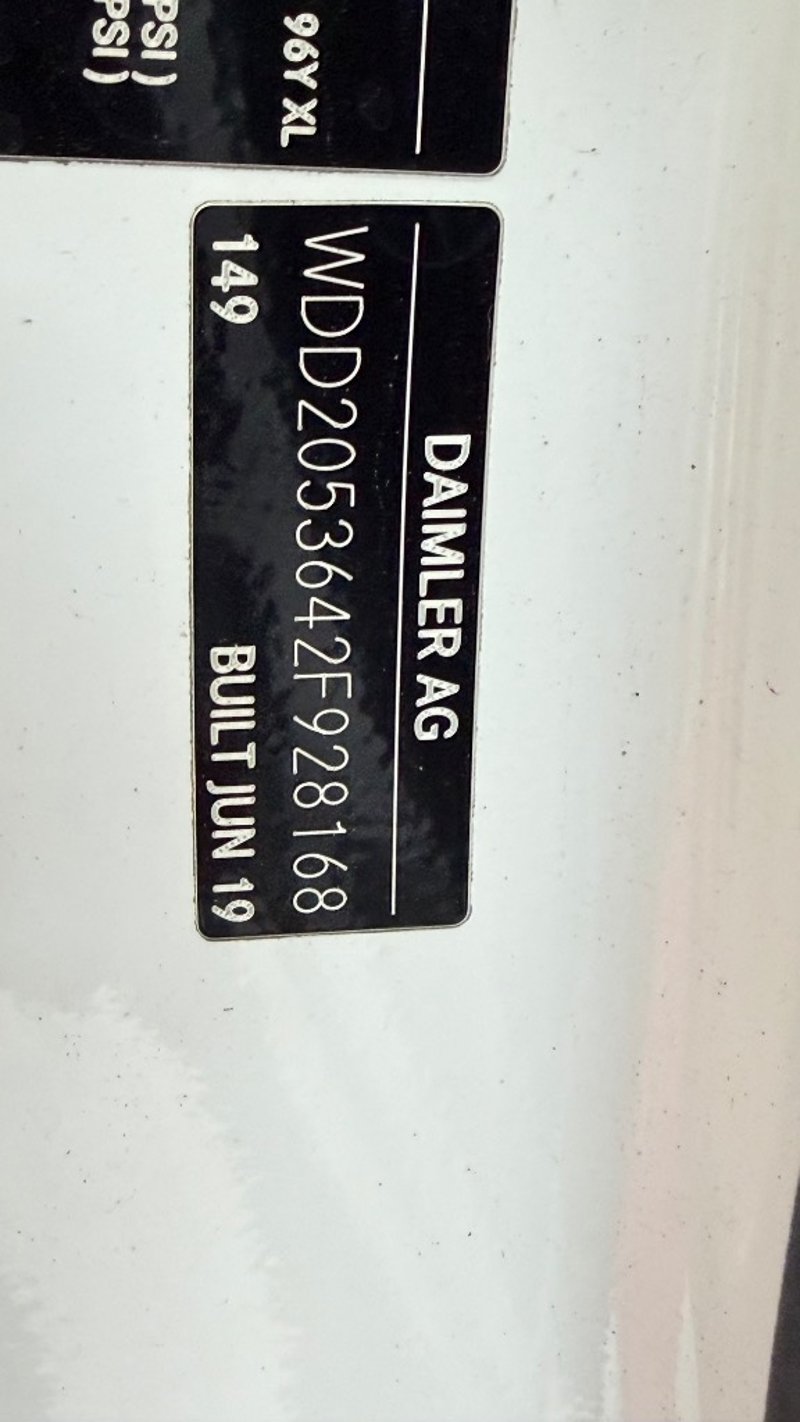 PSI )
PSI )
96Y XL
DAIMLER AG
WDD2053642F928168
149 BUILT JUN 19